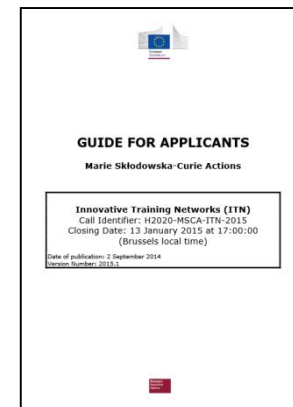 GUIDE FOR APPLICANTS
Marie Skłodowska-Curie Actions
Innovative Training Networks (ITN)
Call Identifier: H2020-MSCA-ITN-2015
Closing Date: 13 January 2015 at 17:00:00
(Brussels local time)
Date of publication: 2 September 2014
Version Number: 2015.1